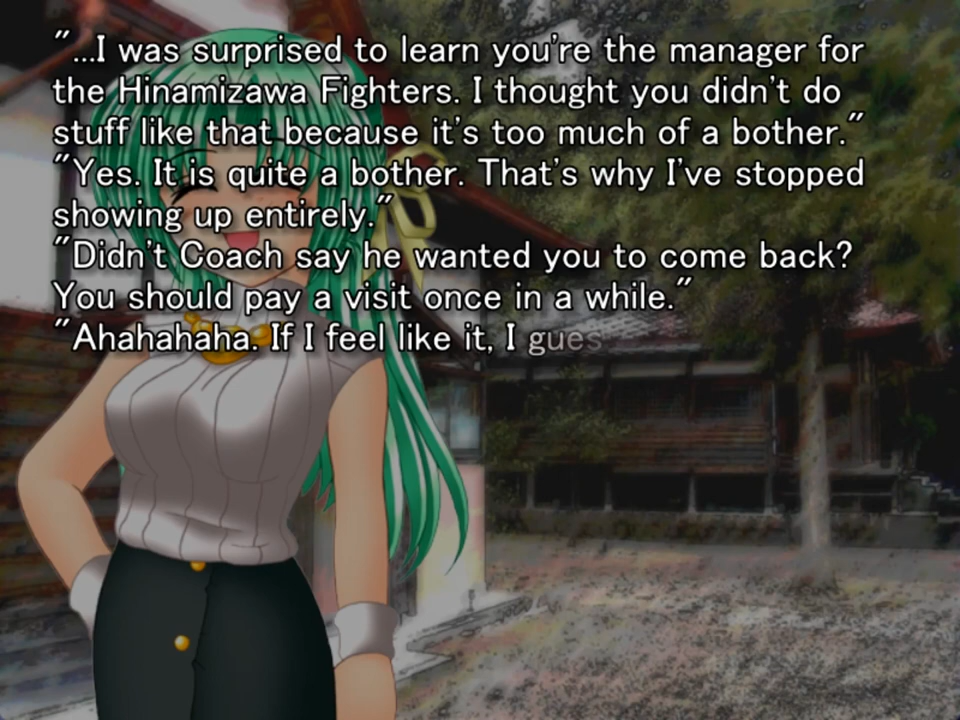 "...I was surprised to learn you're the manager for
the Hinamizawa Fighters. I thought you didn't do
stuff like that because it's too much of a bother."
"Yes. It is quite a bother. That's why I've stopped
showing up entirely."
"Didn't Coach say he wanted you to come back?
You should pay a visit once in a while."
"Ahahahaha. If I feel like it, I gues